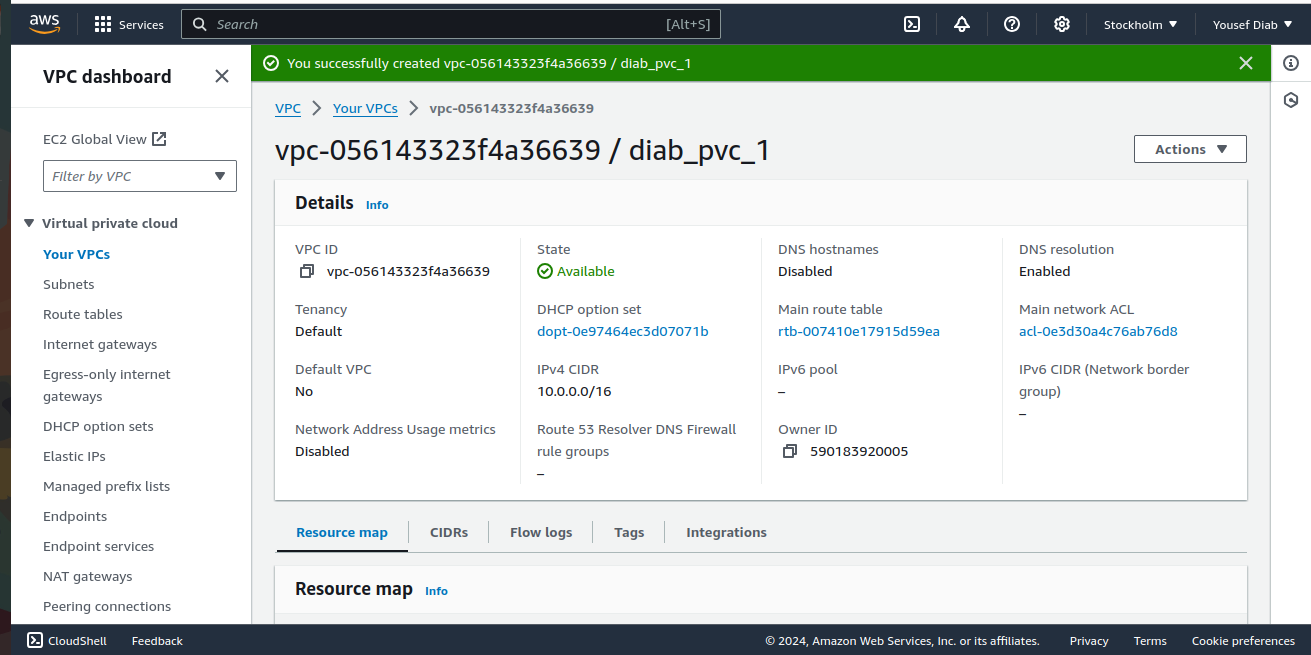 aws
Services
Search
[Alt+S]
Stockholm
Yousef Diab
VPC dashboard
EC2 Global View
Filter by VPC
Virtual private cloud
Your VPCs
Subnets
Route tables
Internet gateways
Egress-only internet
gateways
DHCP option sets
Elastic IPs
Managed prefix lists
Endpoints
Endpoint services
NAT gateways
Peering connections
You successfully created vpc-056143323f4a36639 / diab_pvc_1
VPC > Your VPCs > vpc-056143323f4a36639
vpc-056143323f4a36639 / diab_pvc_1
Actions
Details Info
VPC ID
vpc-056143323f4a36639
State
Available
DNS hostnames
Disabled
DNS resolution
Enabled
Tenancy
Default
DHCP option set
dopt-0e97464ec3d07071b
Main route table
rtb-007410e17915d59ea
Main network ACL
acl-0e3d30a4c76ab76d8
Default VPC
No
IPv4 CIDR
10.0.0.0/16
IPv6 pool
–
IPv6 CIDR (Network border
group)
–
Network Address Usage metrics
Disabled
Route 53 Resolver DNS Firewall
rule groups
–
Owner ID
590183920005
Resource map
CIDRs
Flow logs
Tags
Integrations
Resource map Info
CloudShell
Feedback
© 2024, Amazon Web Services, Inc. or its affiliates.
Privacy
Terms
Cookie preferences